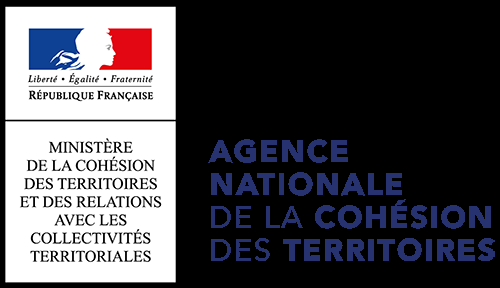 Liberté • Égalité • Fraternité
RÉPUBLIQUE FRANÇAISE
MINISTÈRE
DE LA COHÉSION
DES TERRITOIRES
ET DES RELATIONS
AVEC LES
COLLECTIVITÉS
TERRITORIALES
AGENCE
NATIONALE
DE LA COHÉSION
DES TERRITOIRES